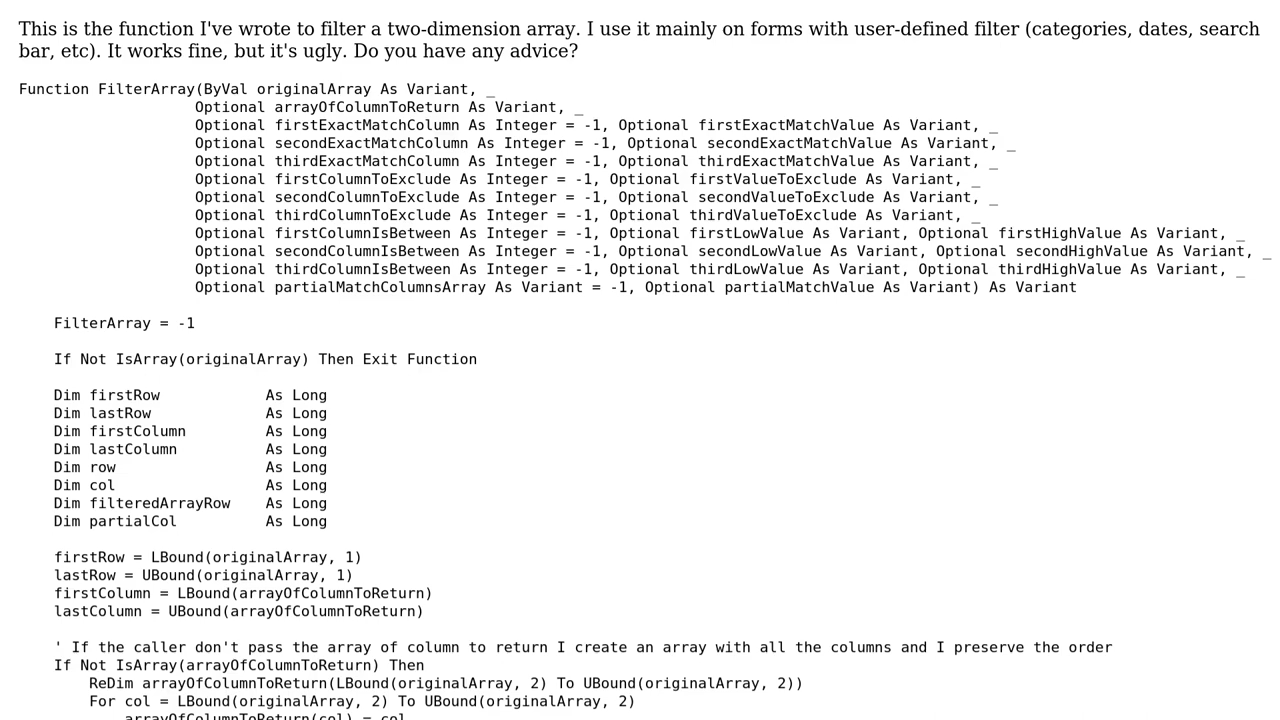 This is the function I've wrote to filter a two-dimension array. I use it mainly on forms with user-defined filter (categories, dates, search
bar, etc). It works fine, but it's ugly. Do you have any advice?
Function FilterArray(ByVal originalArray As Variant, _
                    Optional arrayOfColumnToReturn As Variant, _
                    Optional firstExactMatchColumn As Integer = -1, Optional firstExactMatchValue As Variant, _
                    Optional secondExactMatchColumn As Integer = -1, Optional secondExactMatchValue As Variant, _
                    Optional thirdExactMatchColumn As Integer = -1, Optional thirdExactMatchValue As Variant, _
                    Optional firstColumnToExclude As Integer = -1, Optional firstValueToExclude As Variant, _
                    Optional secondColumnToExclude As Integer = -1, Optional secondValueToExclude As Variant, _
                    Optional thirdColumnToExclude As Integer = -1, Optional thirdValueToExclude As Variant, _
                    Optional firstColumnIsBetween As Integer = -1, Optional firstLowValue As Variant, Optional firstHighValue As Variant, _
                    Optional secondColumnIsBetween As Integer = -1, Optional secondLowValue As Variant, Optional secondHighValue As Variant, _
                    Optional thirdColumnIsBetween As Integer = -1, Optional thirdLowValue As Variant, Optional thirdHighValue As Variant, _
                    Optional partialMatchColumnsArray As Variant = -1, Optional partialMatchValue As Variant) As Variant
    FilterArray = -1
    If Not IsArray(originalArray) Then Exit Function
    Dim firstRow            As Long
    Dim lastRow             As Long
    Dim firstColumn         As Long
    Dim lastColumn          As Long
    Dim row                 As Long
    Dim col                 As Long
    Dim filteredArrayRow    As Long
    Dim partialCol          As Long
    firstRow = LBound(originalArray, 1)
    lastRow = UBound(originalArray, 1)
    firstColumn = LBound(arrayOfColumnToReturn)
    lastColumn = UBound(arrayOfColumnToReturn)
    ' If the caller don't pass the array of column to return I create an array with all the columns and I preserve the order
    If Not IsArray(arrayOfColumnToReturn) Then
        ReDim arrayOfColumnToReturn(LBound(originalArray, 2) To UBound(originalArray, 2))
        For col = LBound(originalArray, 2) To UBound(originalArray, 2)
            arrayOfColumnToReturn(col) = col